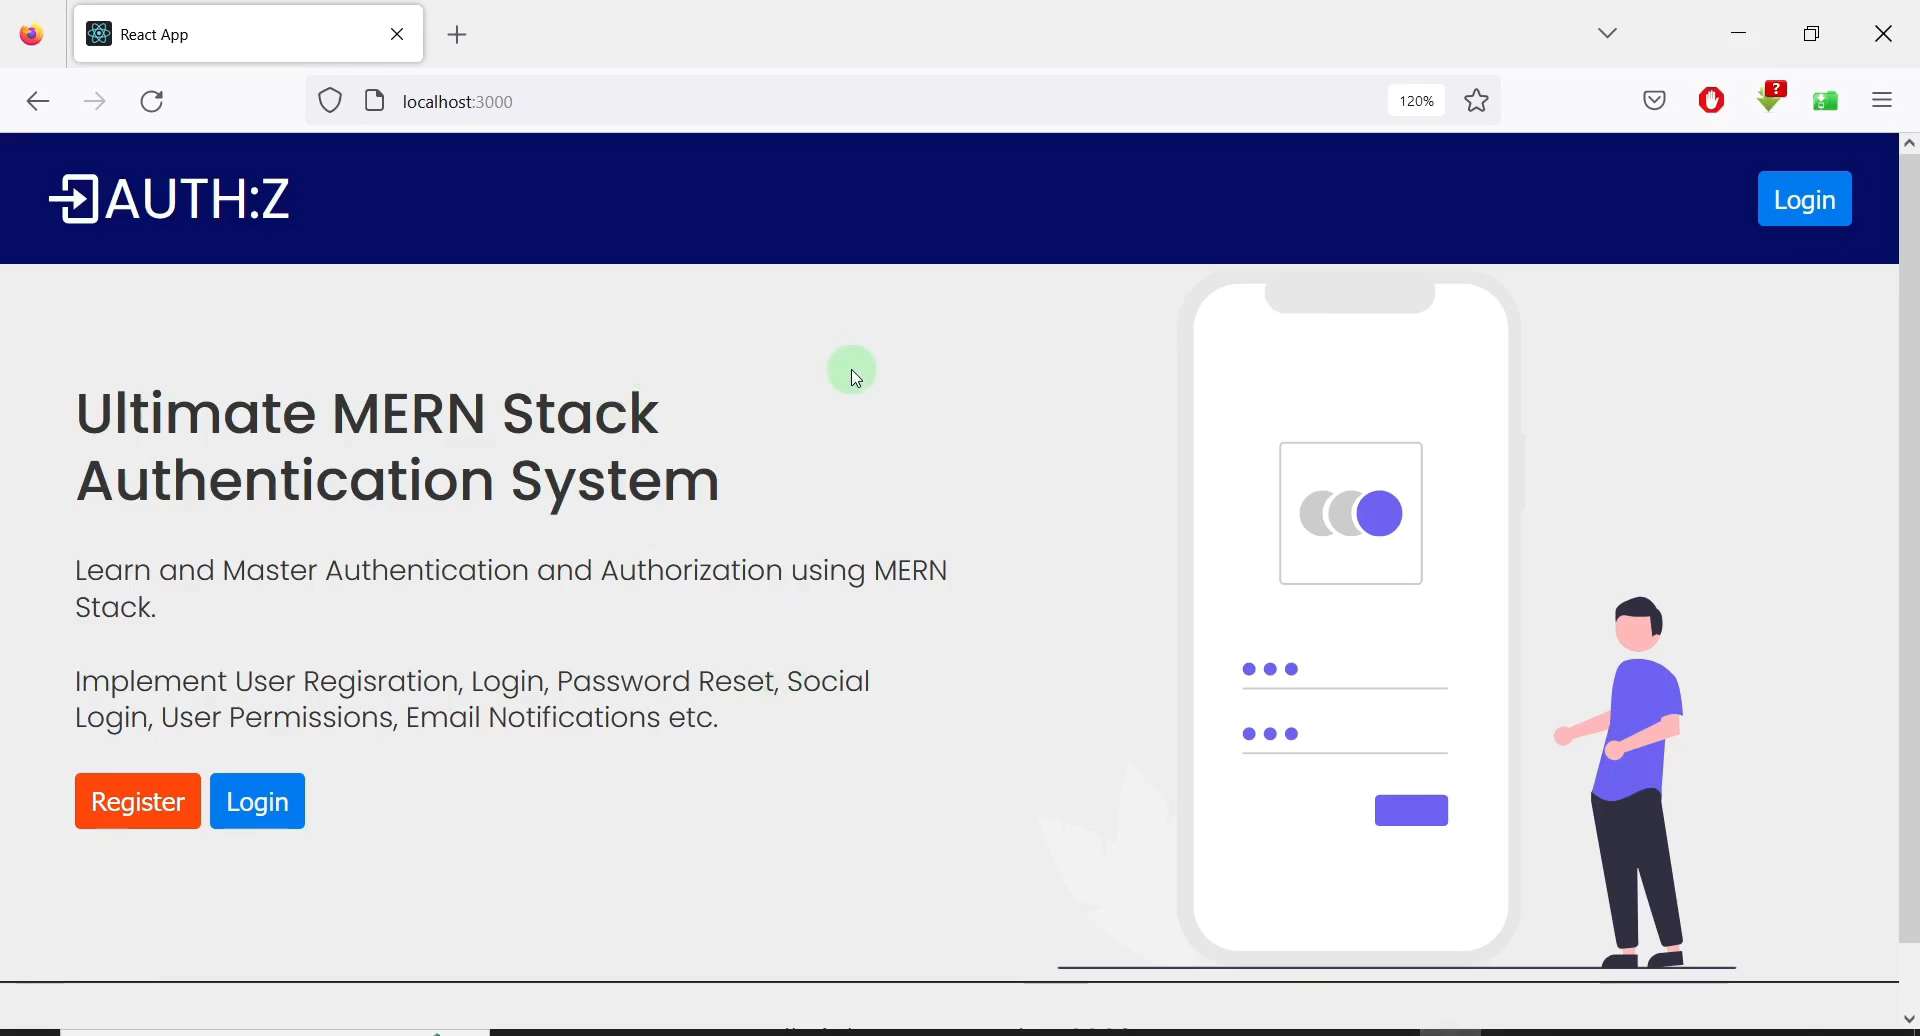 React App
localhost:3000
120%
?
AUTH:Z
Login
Ultimate MERN Stack
Authentication System
Learn and Master Authentication and Authorization using MERN
Stack.
Implement User Regisration, Login, Password Reset, Social
Login, User Permissions, Email Notifications etc.
Register
Login